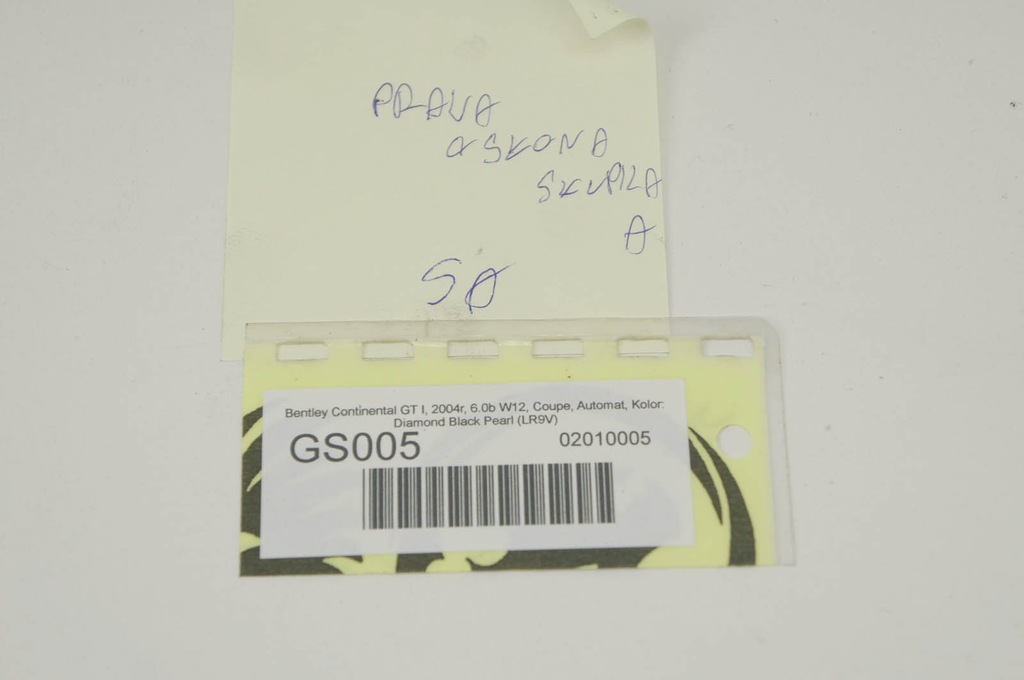 PRAVA
OSKONA
SKUPILA
A
50
Bentley Continental GT I, 2004r, 6.0b W12, Coupe, Automat, Kolor:
Diamond Black Pearl (LR9V)
GS005 02010005